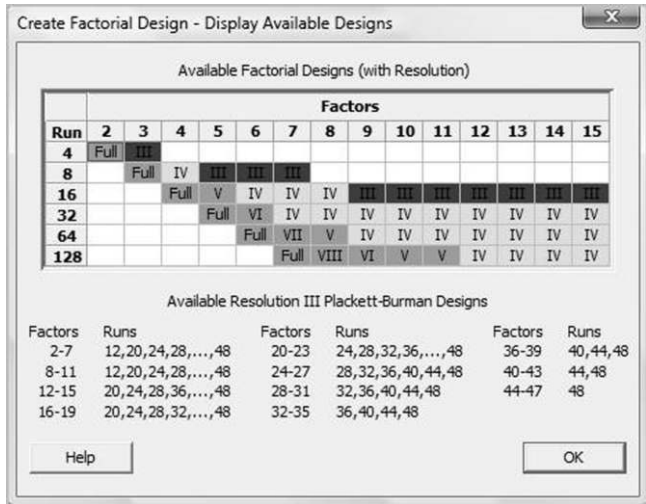 Create Factorial Design - Display Available Designs
Available Factorial Designs (with Resolution)
Factors
Run 2 3 4 5 6 7 8 9 10 11 12 13 14 15
4 Full III
8 Full IV III III III
16 Full V IV IV IV III III III III III III III
32 Full VI IV IV IV IV IV IV IV IV IV
64 Full VII V IV IV IV IV IV IV IV
128 Full VIII VI V V IV IV IV IV
Available Resolution III Plackett-Burman Designs
Factors Runs Factors Runs Factors Runs
2-7 12,20,24,28,...,48 20-23 24,28,32,36,...,48 36-39 40,44,48
8-11 12,20,24,28,...,48 24-27 28,32,36,40,44,48 40-43 44,48
12-15 20,24,28,36,...,48 28-31 32,36,40,44,48 44-47 48
16-19 20,24,28,32,...,48 32-35 36,40,44,48
Help OK